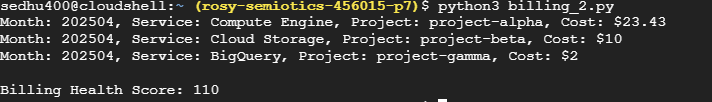 sedhu400@cloudshell:~ (rosy-semiotics-456015-p7)$ python3 billing_2.py
Month: 202504, Service: Compute Engine, Project: project-alpha, Cost: $23.43
Month: 202504, Service: Cloud Storage, Project: project-beta, Cost: $10
Month: 202504, Service: BigQuery, Project: project-gamma, Cost: $2
Billing Health Score: 110